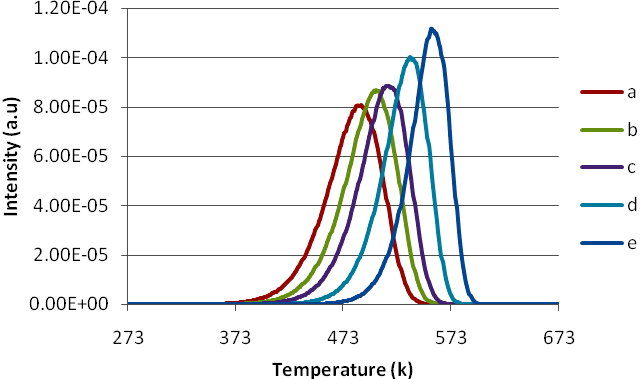 1.20E-04
1.00E-04
8.00E-05
6.00E-05
4.00E-05
2.00E-05
0.00E+00
Intensity (a.u)
273 373 473 573 673
Temperature (k)
a
b
c
d
e